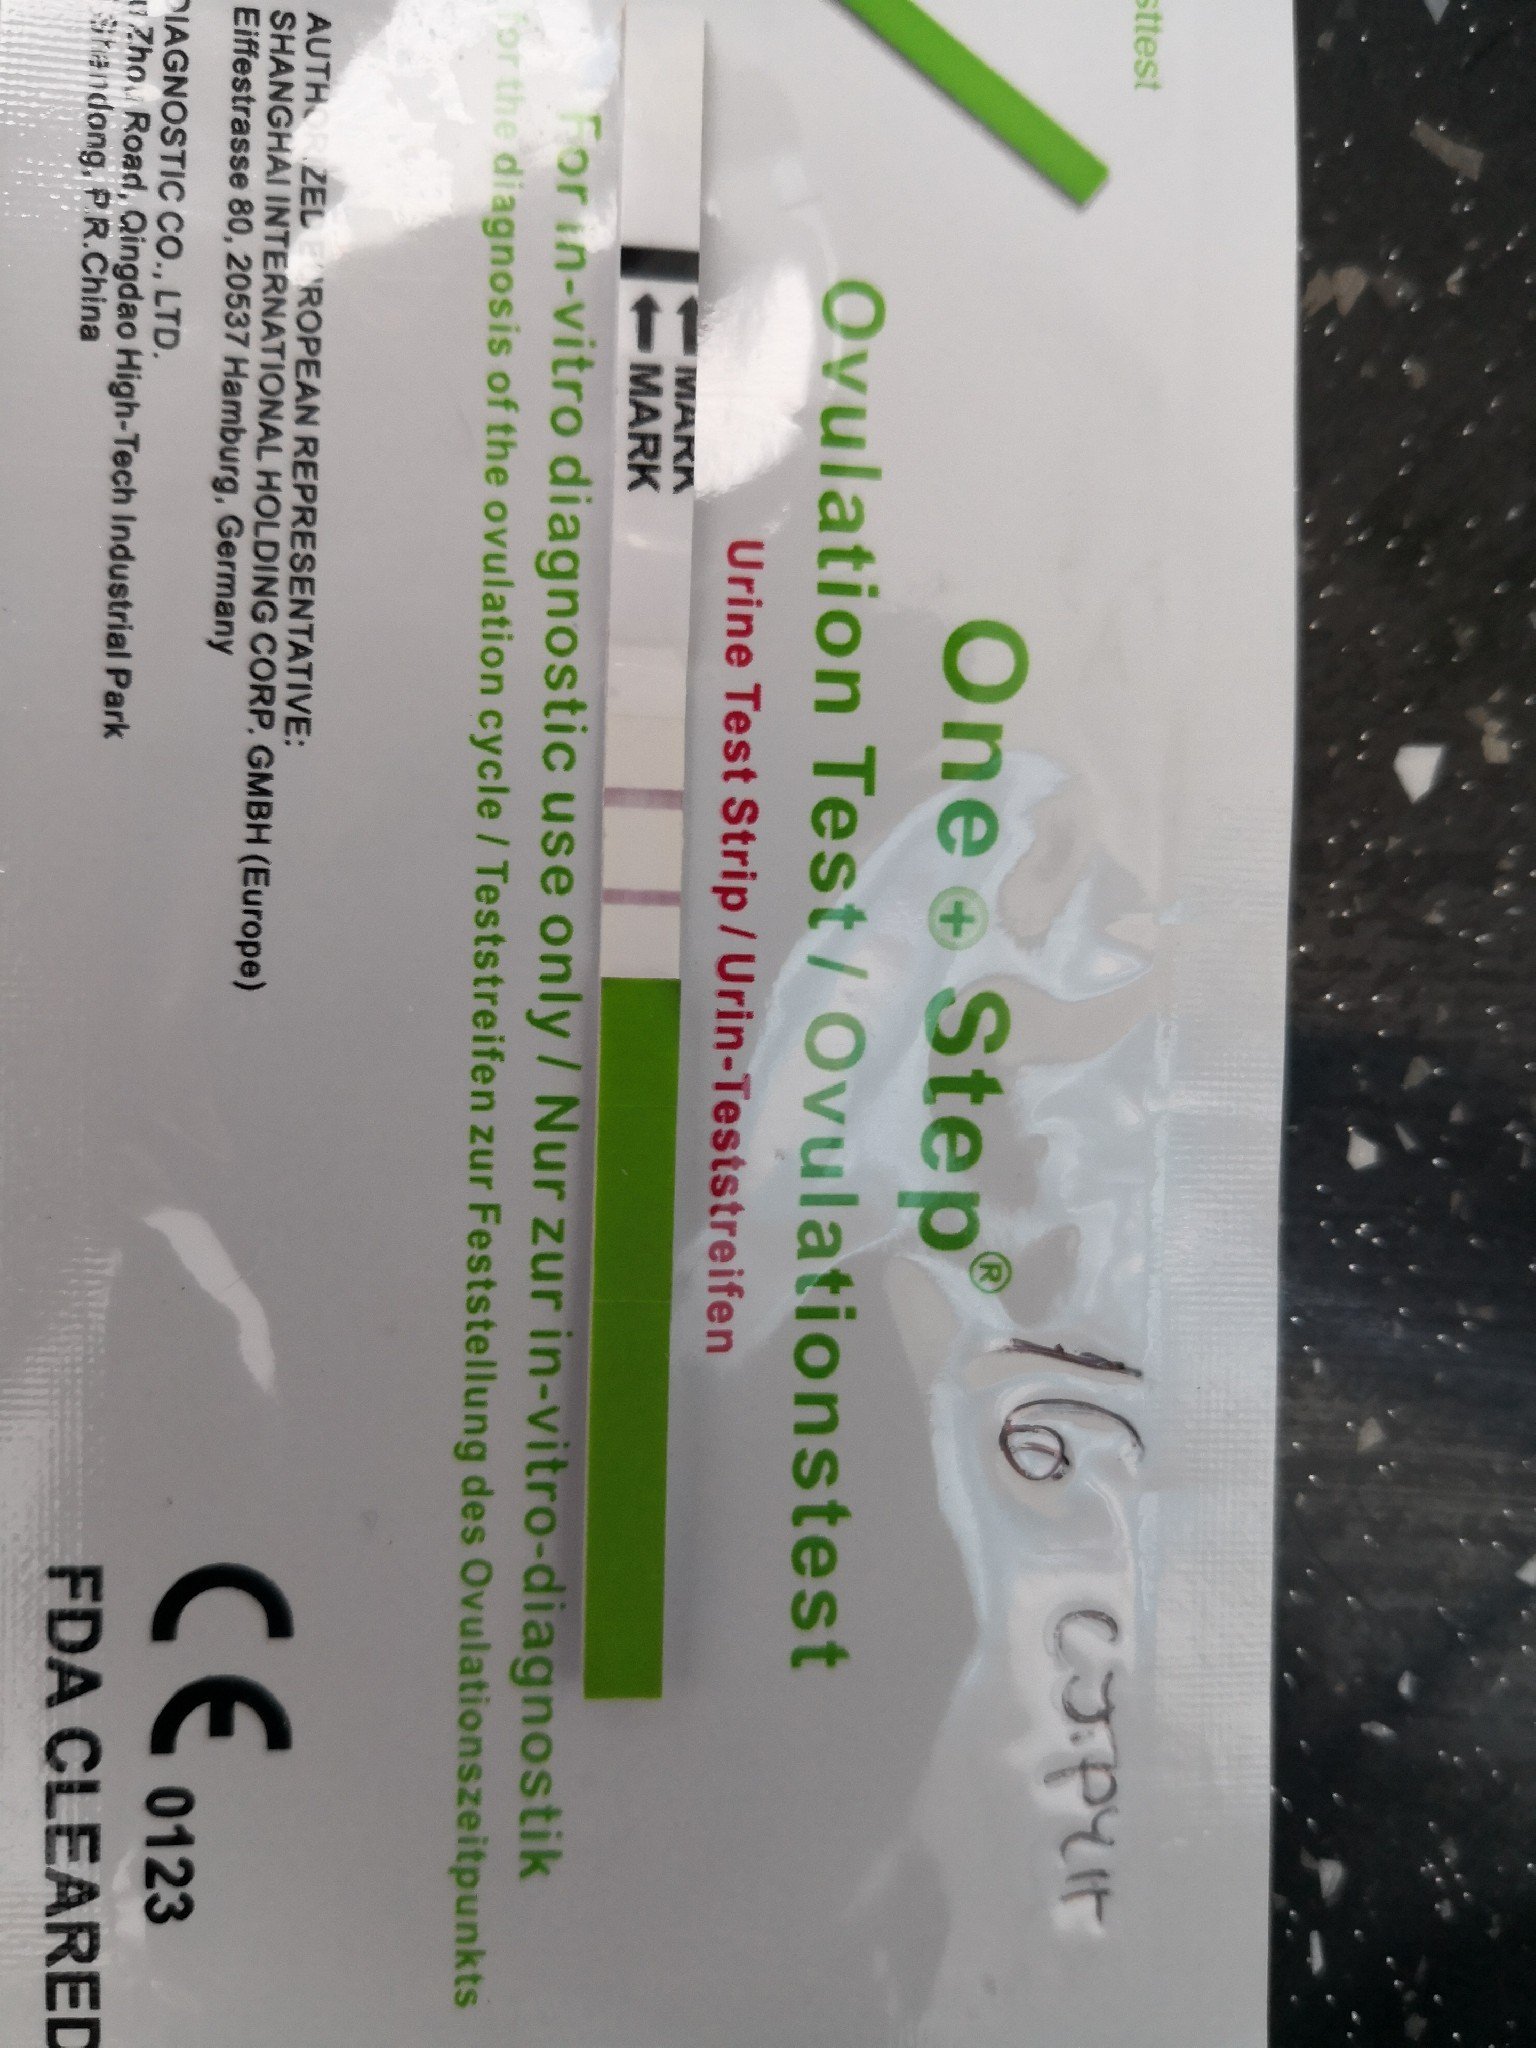 sttest
One + Step® 16
Ovulation Test / Ovulationstest
Urine Test Strip / Urin-Teststreifen
MARK
MARK
For in-vitro diagnostic use only / Nur zur in-vitro-diagnostik
for the diagnosis of the ovulation cycle / Teststreifen zur Feststellung des Ovulationszeitpunkts
AUTHORIZED EUROPEAN REPRESENTATIVE:
SHANGHAI INTERNATIONAL HOLDING CORP. GMBH (Europe)
Eiffestrasse 80, 20537 Hamburg, Germany
CE 0123
DIAGNOSTIC CO., LTD.
Road, Qingdao High-Tech Industrial Park
Shandong, P.R.China
FDA CLEARED